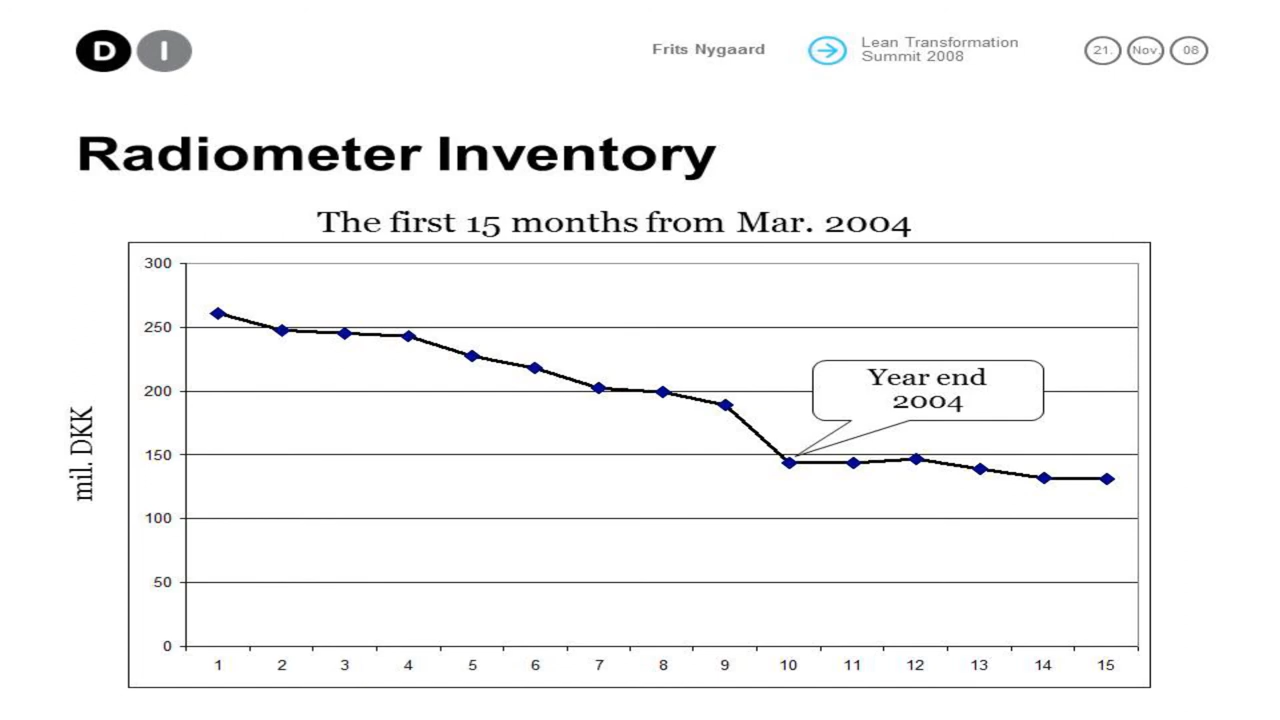 D I
Frits Nygaard
Lean Transformation
Summit 2008
21. Nov. 08
Radiometer Inventory
The first 15 months from Mar. 2004
300
250
200
150
100
50
0
mil. DKK
Year end
2004
1 2 3 4 5 6 7 8 9 10 11 12 13 14 15